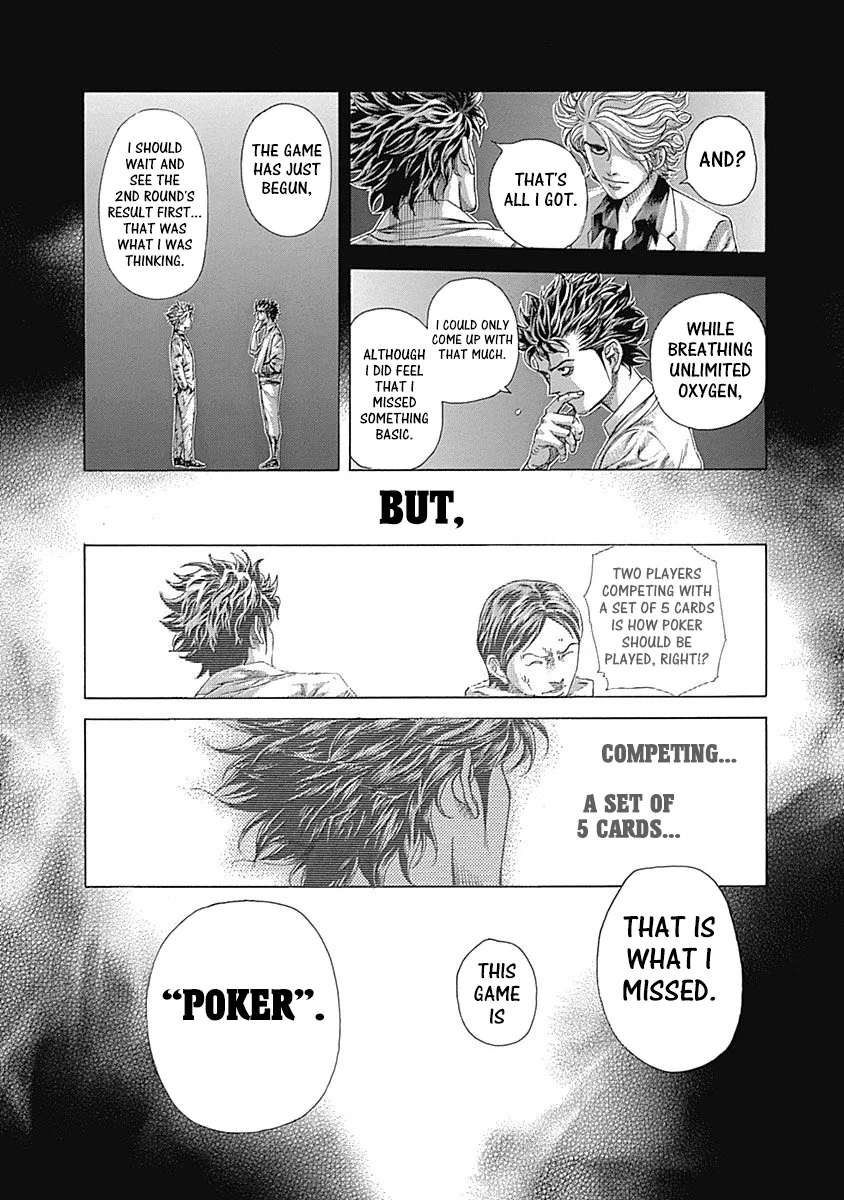 AND?
THAT'S
ALL I GOT.
WHILE
BREATHING
UNLIMITED
OXYGEN,
I COULD ONLY
COME UP WITH
THAT MUCH.
ALTHOUGH
I DID FEEL
THAT I
MISSED
SOMETHING
BASIC.
THE GAME
HAS JUST
BEGUN,
I SHOULD
WAIT AND
SEE THE
2ND ROUND'S
RESULT FIRST...
THAT WAS
WHAT I WAS
THINKING.
BUT,
TWO PLAYERS
COMPETING WITH
A SET OF 5 CARDS
IS HOW POKER
SHOULD BE
PLAYED, RIGHT!?
COMPETING...
A SET OF
5 CARDS...
THAT IS
WHAT I
MISSED.
THIS
GAME
IS
“POKER”.